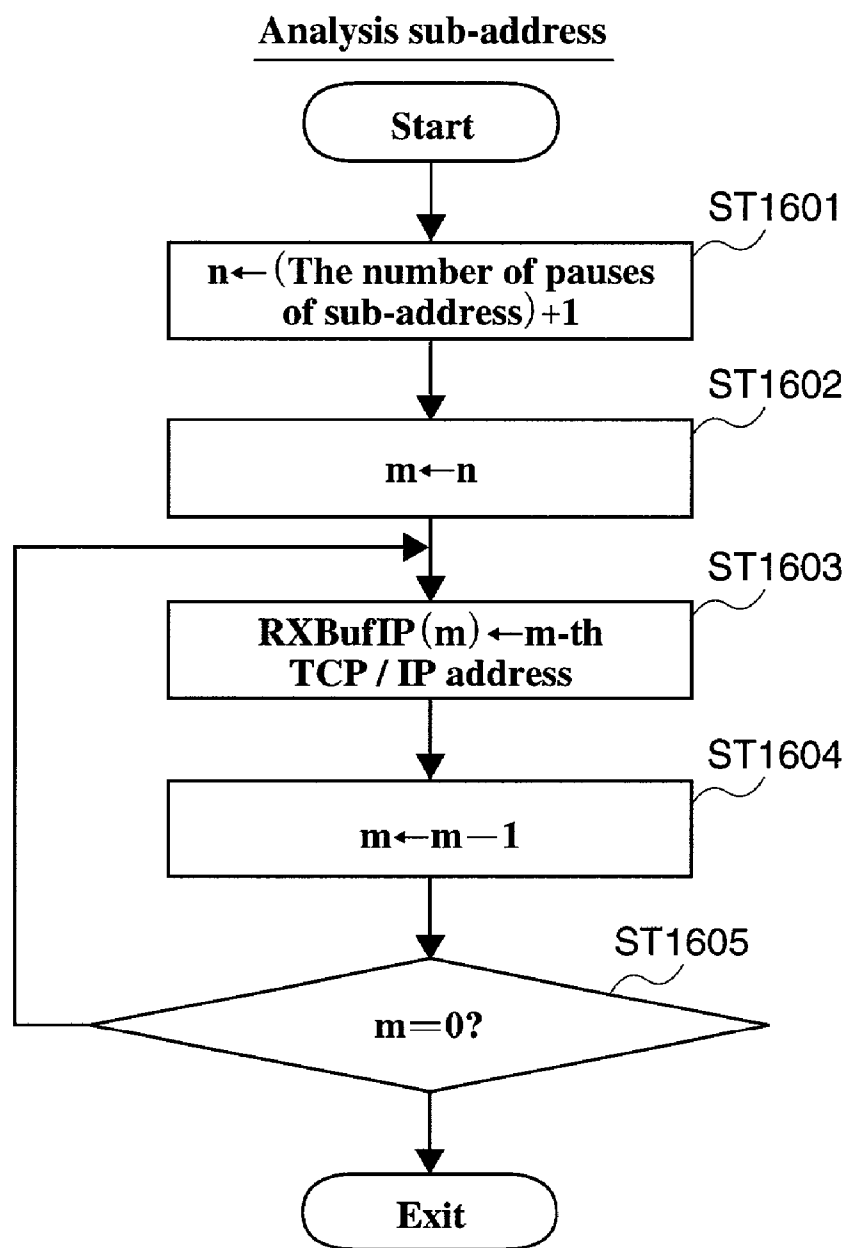 Analysis sub-address
Start
ST1601
n←(The number of pauses
of sub-address)+1
ST1602
m←n
ST1603
RXBufIP(m)←m-th
TCP / IP address
ST1604
m←m−1
ST1605
m=0?
Exit